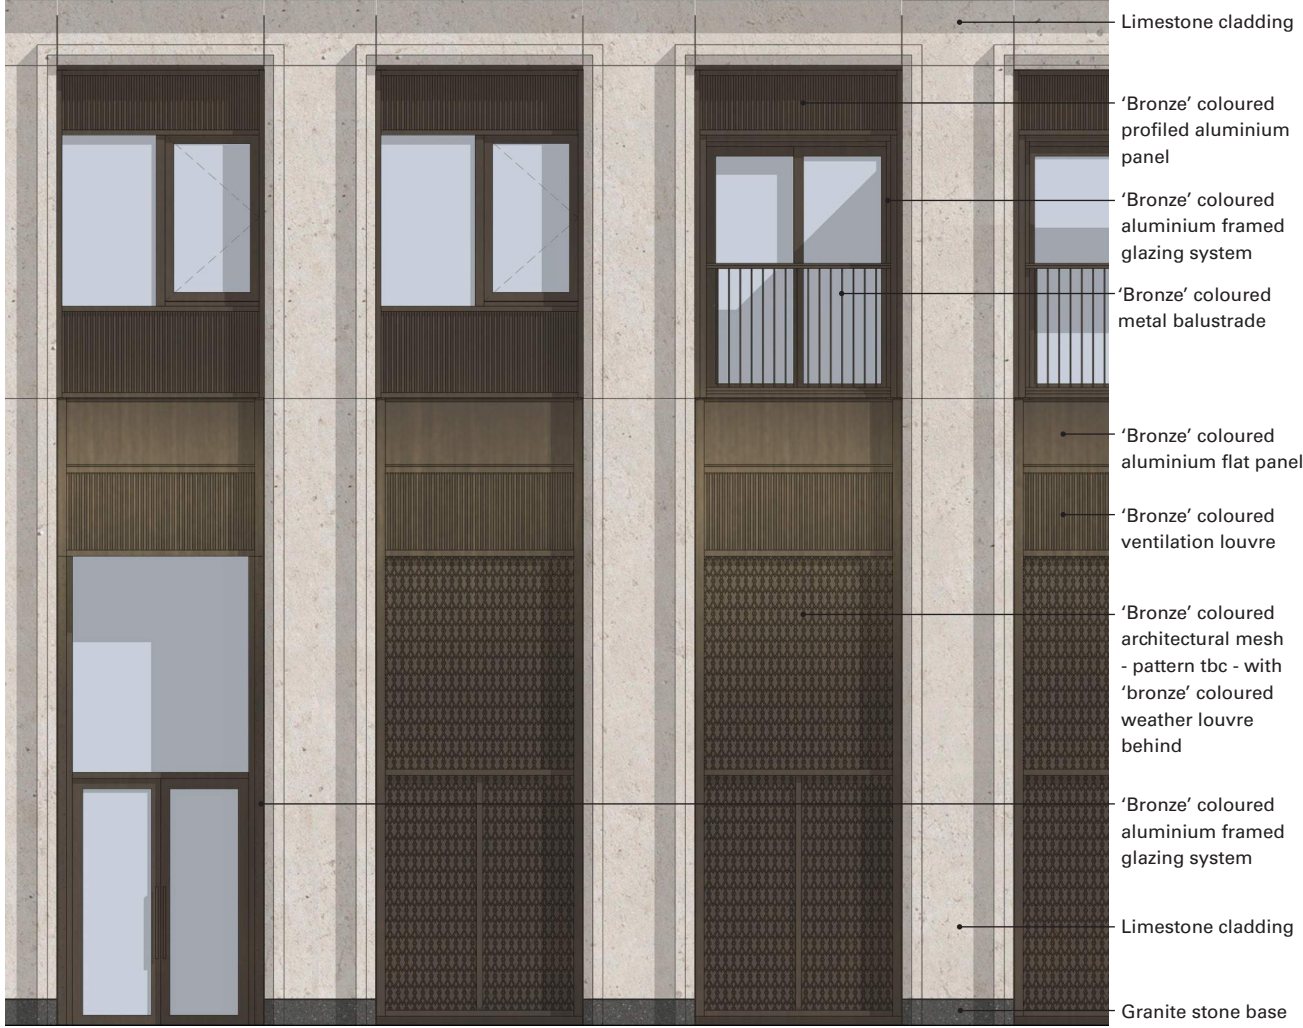 Limestone cladding
‘Bronze’ coloured
profiled aluminium
panel
‘Bronze’ coloured
aluminium framed
glazing system
‘Bronze’ coloured
metal balustrade
‘Bronze’ coloured
aluminium flat panel
‘Bronze’ coloured
ventilation louvre
‘Bronze’ coloured
architectural mesh
- pattern tbc - with
‘bronze’ coloured
weather louvre
behind
‘Bronze’ coloured
aluminium framed
glazing system
Limestone cladding
Granite stone base